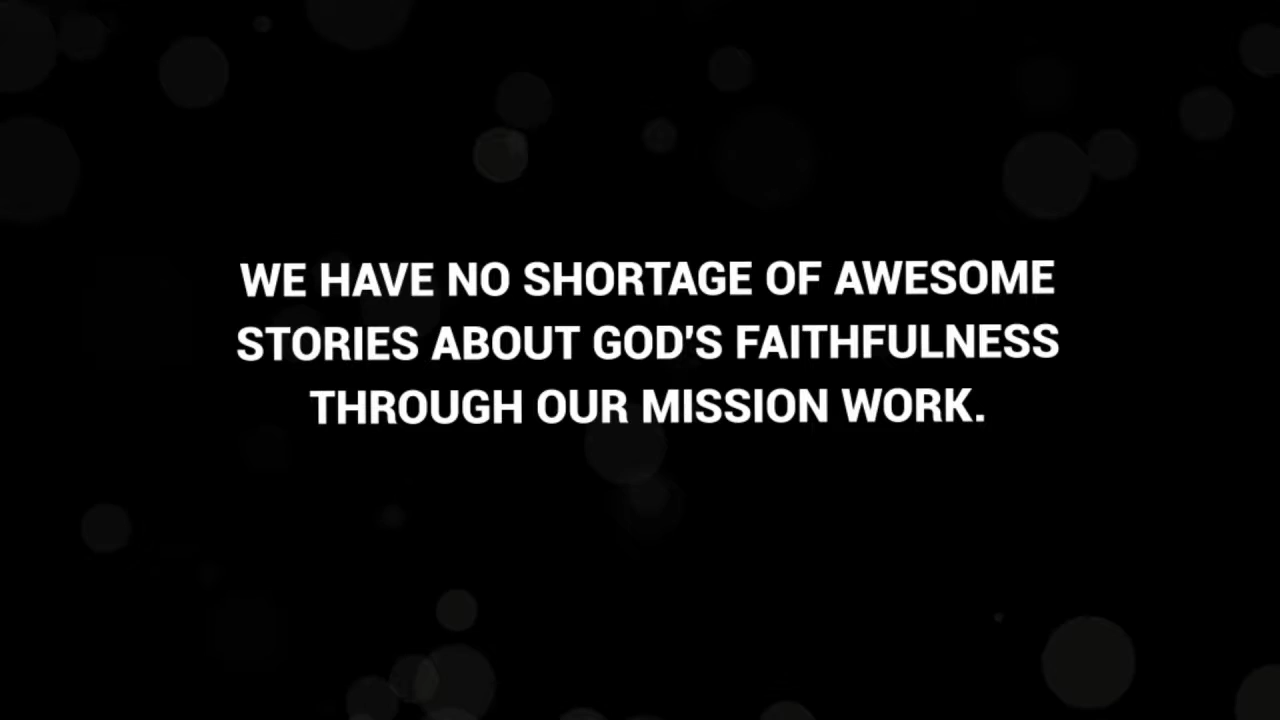 WE HAVE NO SHORTAGE OF AWESOME
STORIES ABOUT GOD'S FAITHFULNESS
THROUGH OUR MISSION WORK.